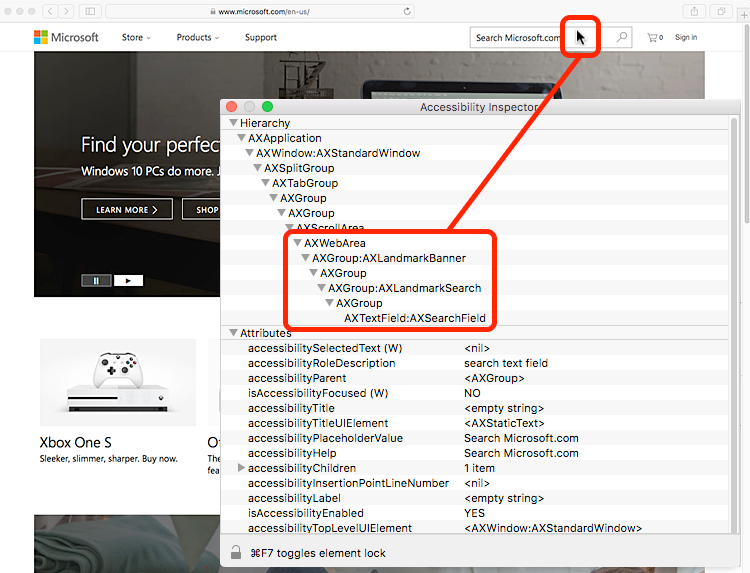 www.microsoft.com/en-us/
Microsoft Store Products Support Search Microsoft.com 0 Sign in
Find your perfec
Windows 10 PCs do more. J
LEARN MORE > SHOP
Accessibility Inspector
Hierarchy
AXApplication
AXWindow:AXStandardWindow
AXSplitGroup
AXTabGroup
AXGroup
AXGroup
AXScrollArea
AXWebArea
AXGroup:AXLandmarkBanner
AXGroup
AXGroup:AXLandmarkSearch
AXGroup
AXTextField:AXSearchField
Attributes
accessibilitySelectedText (W) <nil>
accessibilityRoleDescription search text field
accessibilityParent <AXGroup>
isAccessibilityFocused (W) NO
accessibilityTitle <empty string>
accessibilityTitleUIElement <AXStaticText>
accessibilityPlaceholderValue Search Microsoft.com
accessibilityHelp Search Microsoft.com
accessibilityChildren 1 item
accessibilityInsertionPointLineNumber <nil>
accessibilityLabel <empty string>
isAccessibilityEnabled YES
accessibilityTopLevelUIElement <AXWindow:AXStandardWindow>
⌘F7 toggles element lock
Xbox One S
Sleeker, slimmer, sharper. Buy now.
Of
The
fea